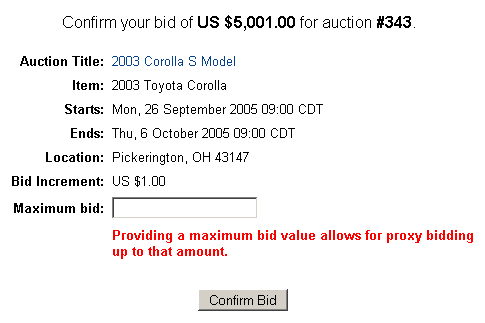 Confirm your bid of US $5,001.00 for auction #343.
Auction Title: 2003 Corolla S Model
Item: 2003 Toyota Corolla
Starts: Mon, 26 September 2005 09:00 CDT
Ends: Thu, 6 October 2005 09:00 CDT
Location: Pickerington, OH 43147
Bid Increment: US $1.00
Maximum bid:
Providing a maximum bid value allows for proxy bidding
up to that amount.
Confirm Bid